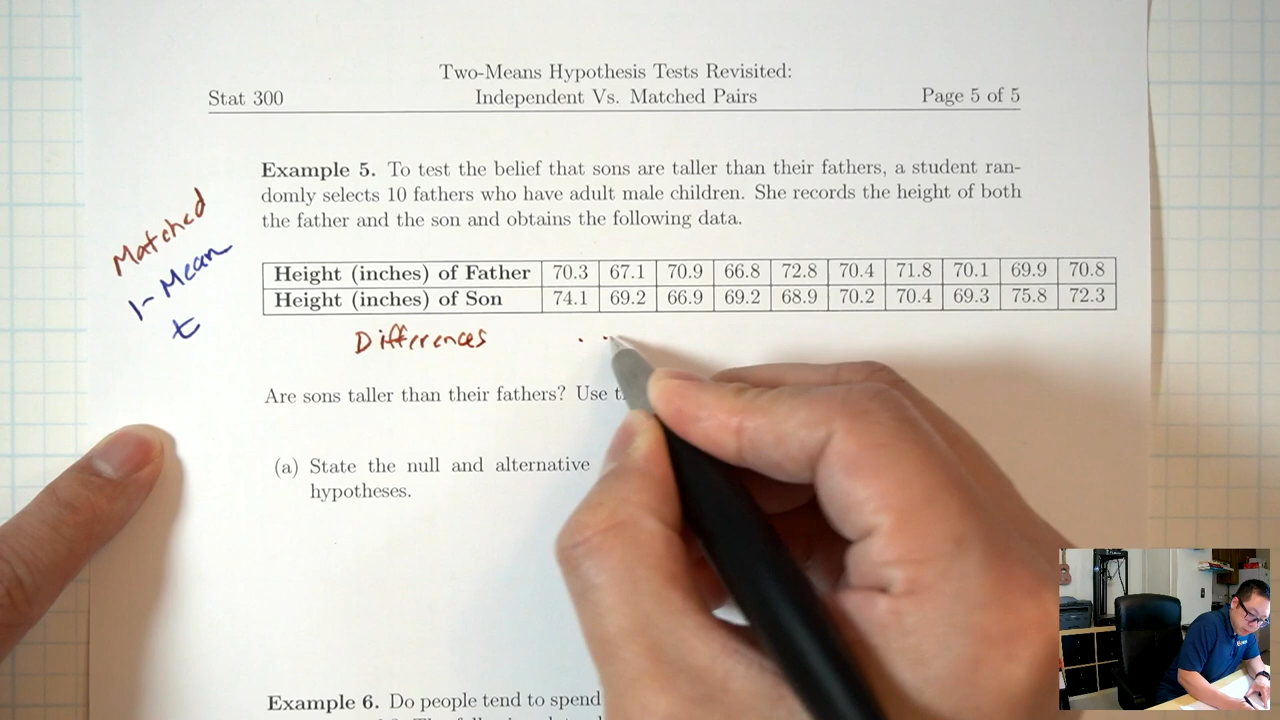 Two-Means Hypothesis Tests Revisited:
Stat 300 Independent Vs. Matched Pairs Page 5 of 5
Example 5. To test the belief that sons are taller than their fathers, a student ran-
domly selects 10 fathers who have adult male children. She records the height of both
the father and the son and obtains the following data.
Matched
1-Mean
t
Height (inches) of Father 70.3 67.1 70.9 66.8 72.8 70.4 71.8 70.1 69.9 70.8
Height (inches) of Son 74.1 69.2 66.9 69.2 68.9 70.2 70.4 69.3 75.8 72.3
Differences
Are sons taller than their fathers? Use
(a) State the null and alternative
hypotheses.
Example 6. Do people tend to spend